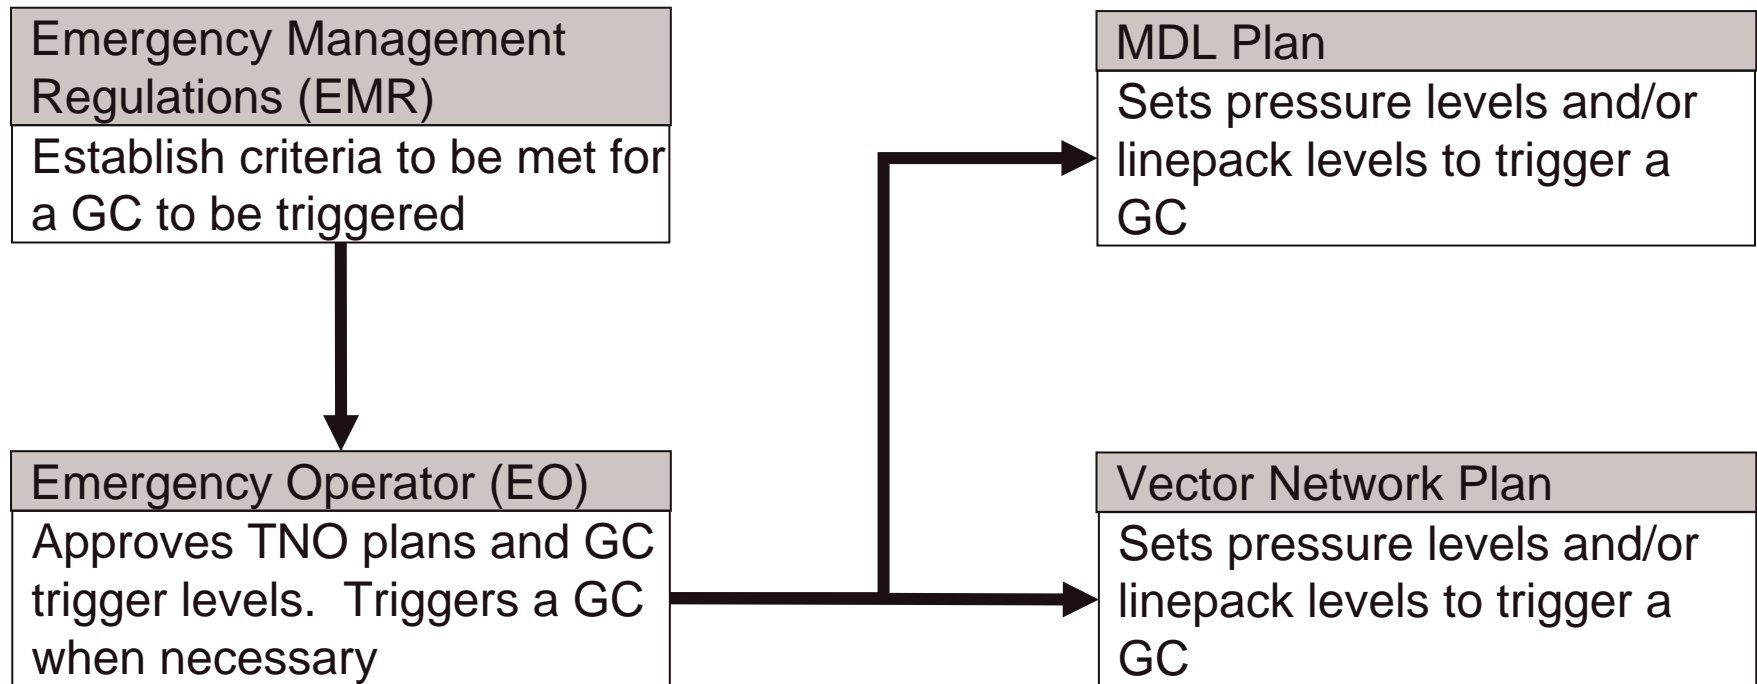 Emergency Management
Regulations (EMR)
Establish criteria to be met for
a GC to be triggered
MDL Plan
Sets pressure levels and/or
linepack levels to trigger a
GC
Emergency Operator (EO)
Approves TNO plans and GC
trigger levels.  Triggers a GC
when necessary
Vector Network Plan
Sets pressure levels and/or
linepack levels to trigger a
GC